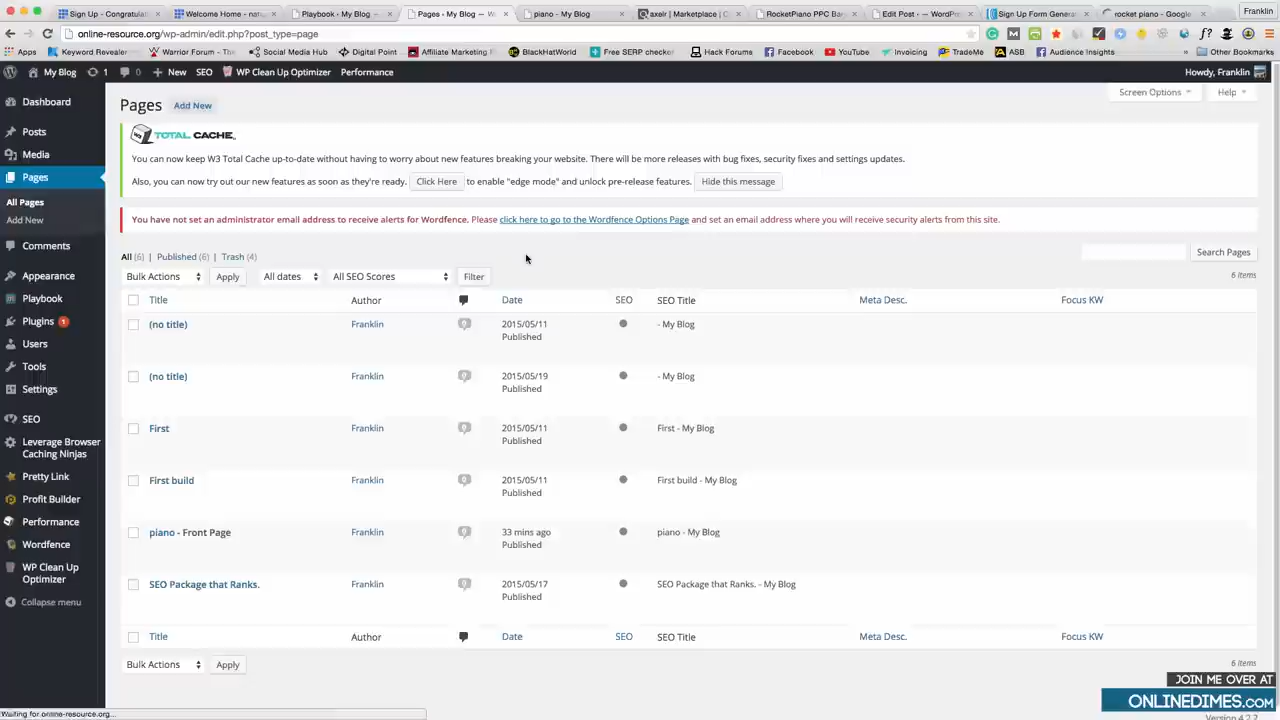 Sign Up - Congratulati
Welcome Home - nati
Playbook - My Blog
Pages - My Blog — W
piano - My Blog
axelr | Marketplace | C
RocketPiano PPC Ba
Edit Post ‹ — WordPr
Sign Up Form Genera
rocket piano - Google
Franklin
online-resource.org/wp-admin/edit.php?post_type=page
Apps
Keyword Revealer
Warrior Forum - The
Social Media Hub
Digital Point
Affiliate Marketing F
BlackHatWorld
Free SERP checker
Hack Forums
Facebook
YouTube
Invoicing
TradeMe
ASB
Audience Insights
Other Bookmarks
My Blog
1
0
New
SEO
WP Clean Up Optimizer
Performance
Howdy, Franklin
Dashboard
Posts
Media
Pages
All Pages
Add New
Comments
Appearance
Playbook
Plugins 1
Users
Tools
Settings
SEO
Leverage Browser
Caching Ninjas
Pretty Link
Profit Builder
Performance
Wordfence
WP Clean Up
Optimizer
Collapse menu
Pages Add New
Screen Options
Help
W3 TOTAL CACHE
You can now keep W3 Total Cache up-to-date without having to worry about new features breaking your website. There will be more releases with bug fixes, security fixes and settings updates.
Also, you can now try out our new features as soon as they're ready. Click Here to enable "edge mode" and unlock pre-release features. Hide this message
You have not set an administrator email address to receive alerts for Wordfence. Please click here to go to the Wordfence Options Page and set an email address where you will receive security alerts from this site.
All (6) | Published (6) | Trash (4)
Search Pages
Bulk Actions Apply All dates All SEO Scores Filter
6 items
Title Author Date SEO SEO Title Meta Desc. Focus KW
(no title) Franklin 0 2015/05/11 - My Blog
Published
(no title) Franklin 0 2015/05/19 - My Blog
Published
First Franklin 0 2015/05/11 First - My Blog
Published
First build Franklin 0 2015/05/11 First build - My Blog
Published
piano - Front Page Franklin 0 33 mins ago piano - My Blog
Published
SEO Package that Ranks. Franklin 0 2015/05/17 SEO Package that Ranks. - My Blog
Published
Title Author Date SEO SEO Title Meta Desc. Focus KW
Bulk Actions Apply
6 items
JOIN ME OVER AT
ONLINEDIMES.COM
Waiting for online-resource.org...
Version 4.2.2